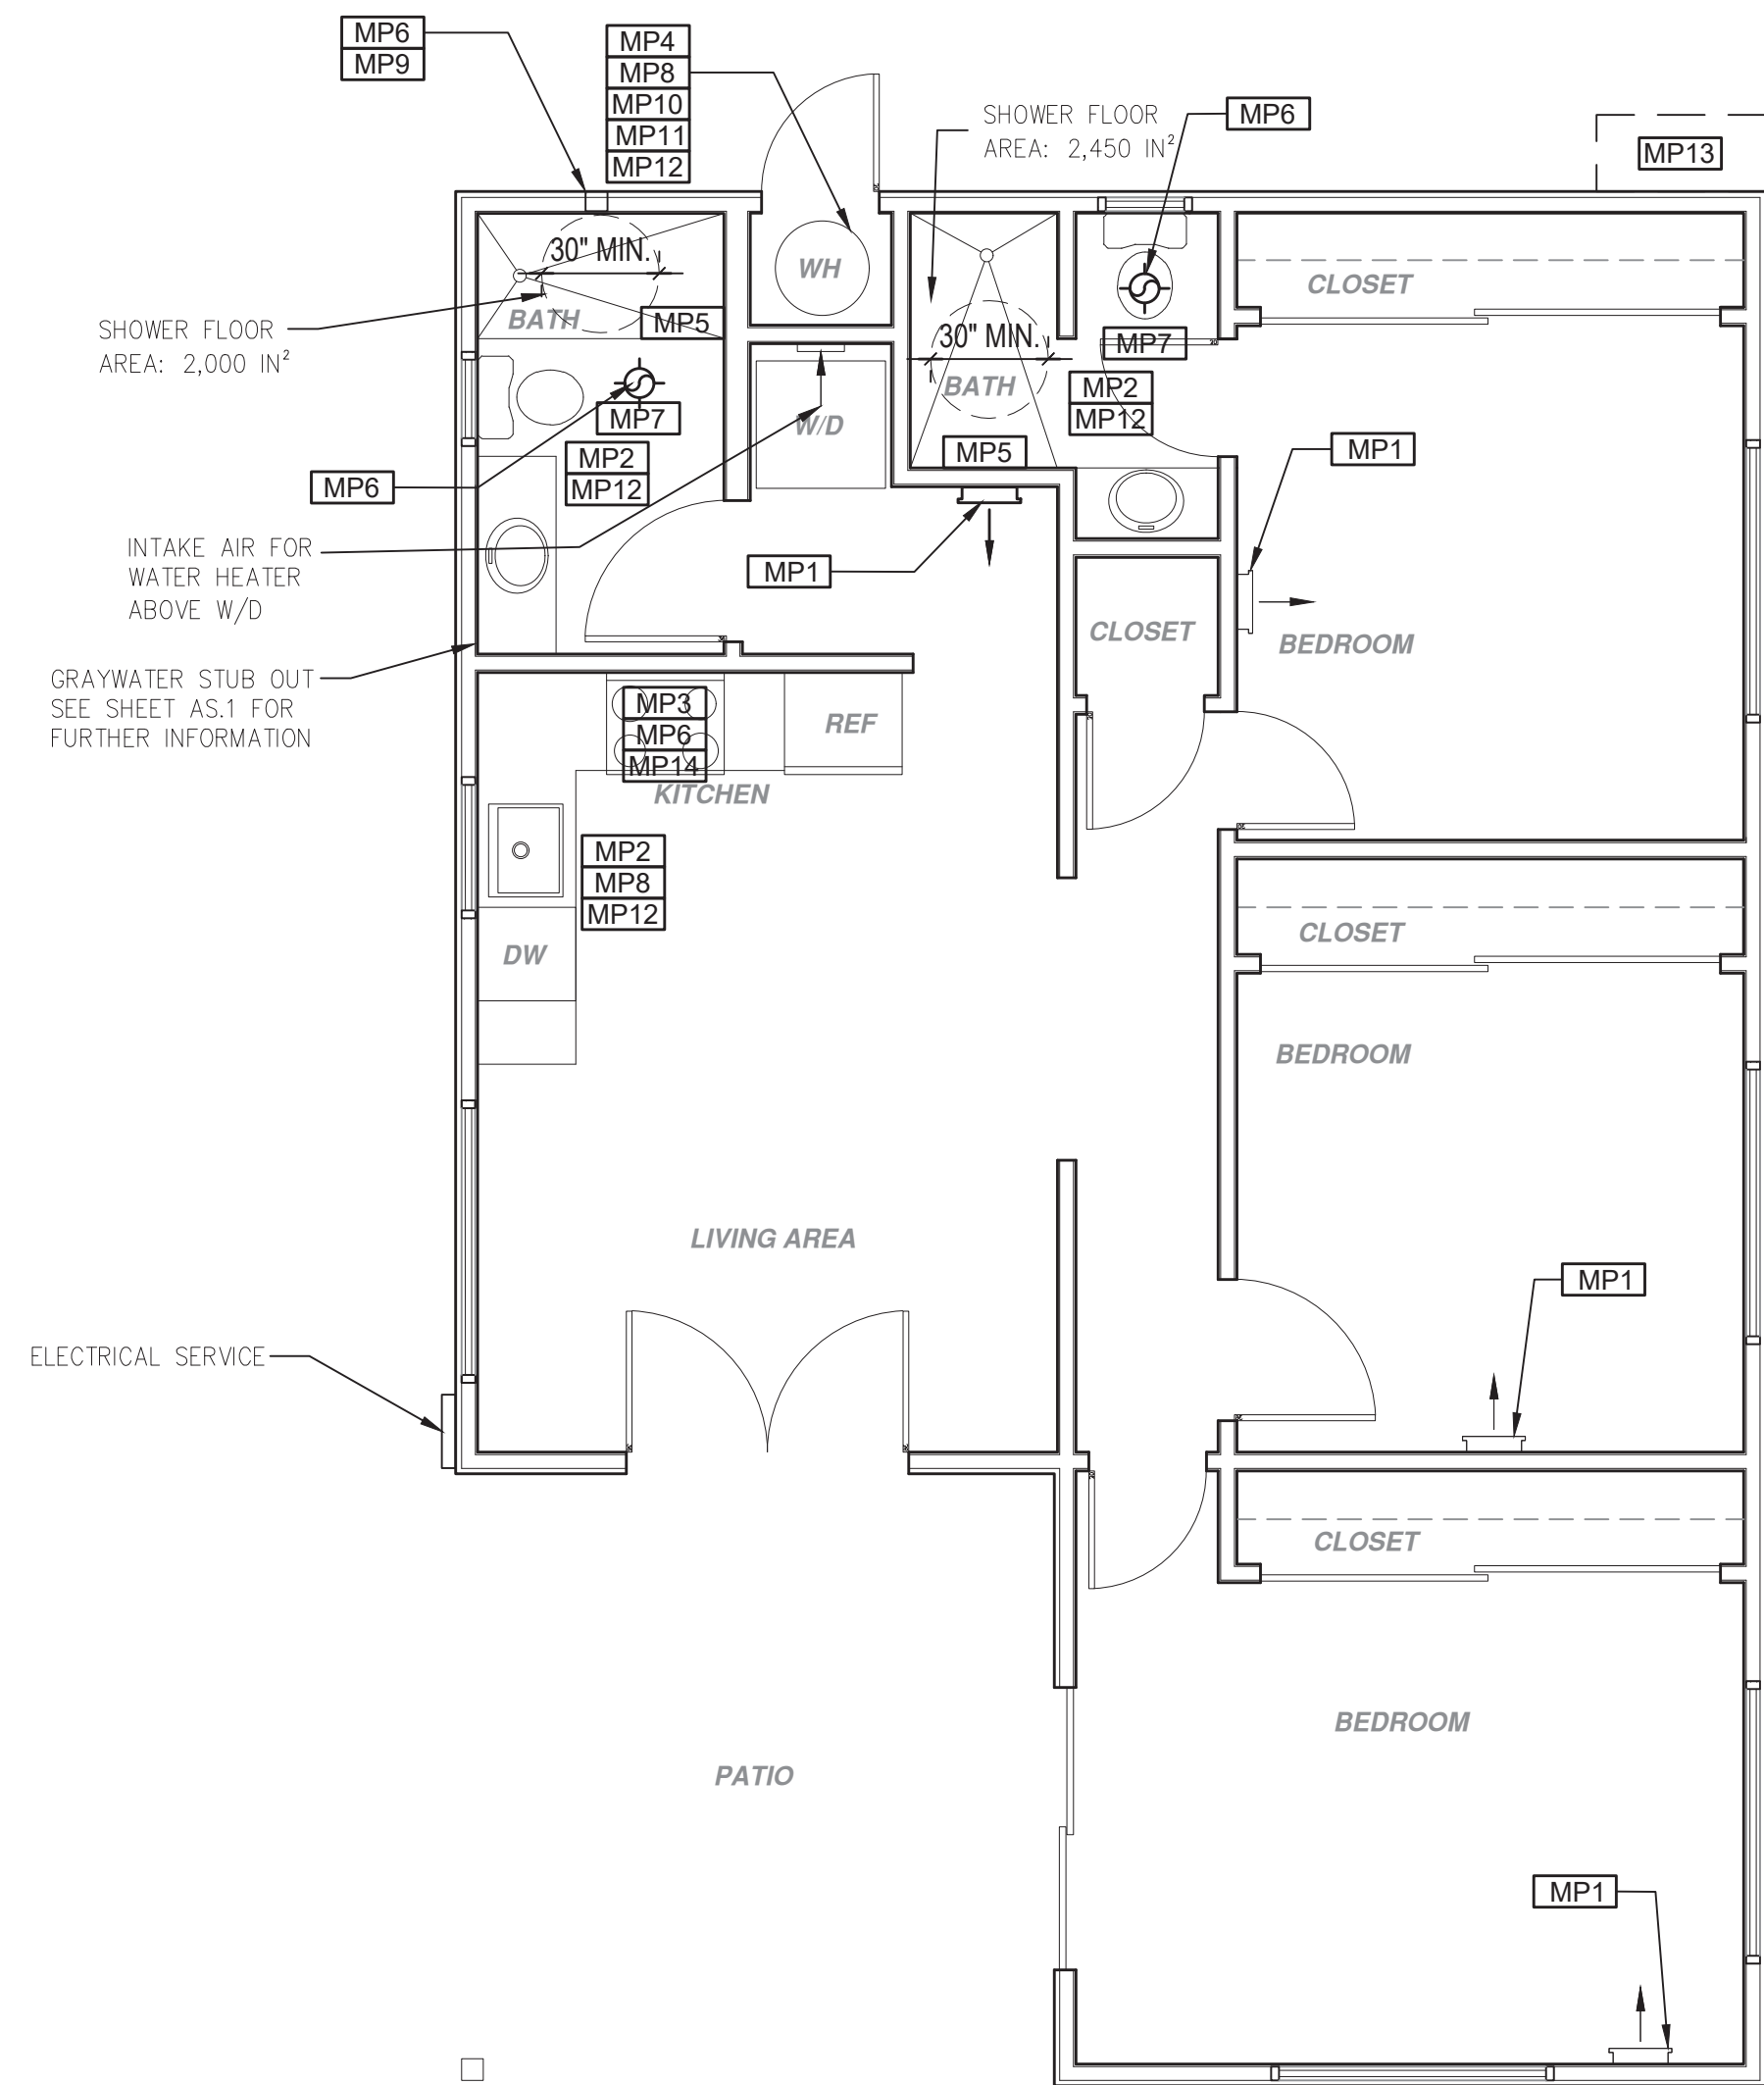 MP6
MP9
MP4
MP8
MP10
MP11
MP12
SHOWER FLOOR
AREA: 2,450 IN²
MP6
MP13
30" MIN.
BATH
MP5
WH
CLOSET
SHOWER FLOOR
AREA: 2,000 IN²
30" MIN.
BATH
MP7
MP2
MP12
MP7
MP2
MP12
W/D
MP5
MP1
MP6
INTAKE AIR FOR
WATER HEATER
ABOVE W/D
MP1
CLOSET
BEDROOM
GRAYWATER STUB OUT
SEE SHEET AS.1 FOR
FURTHER INFORMATION
MP3
MP6
MP14
REF
KITCHEN
MP2
MP8
MP12
DW
CLOSET
BEDROOM
LIVING AREA
MP1
ELECTRICAL SERVICE
CLOSET
BEDROOM
PATIO
MP1